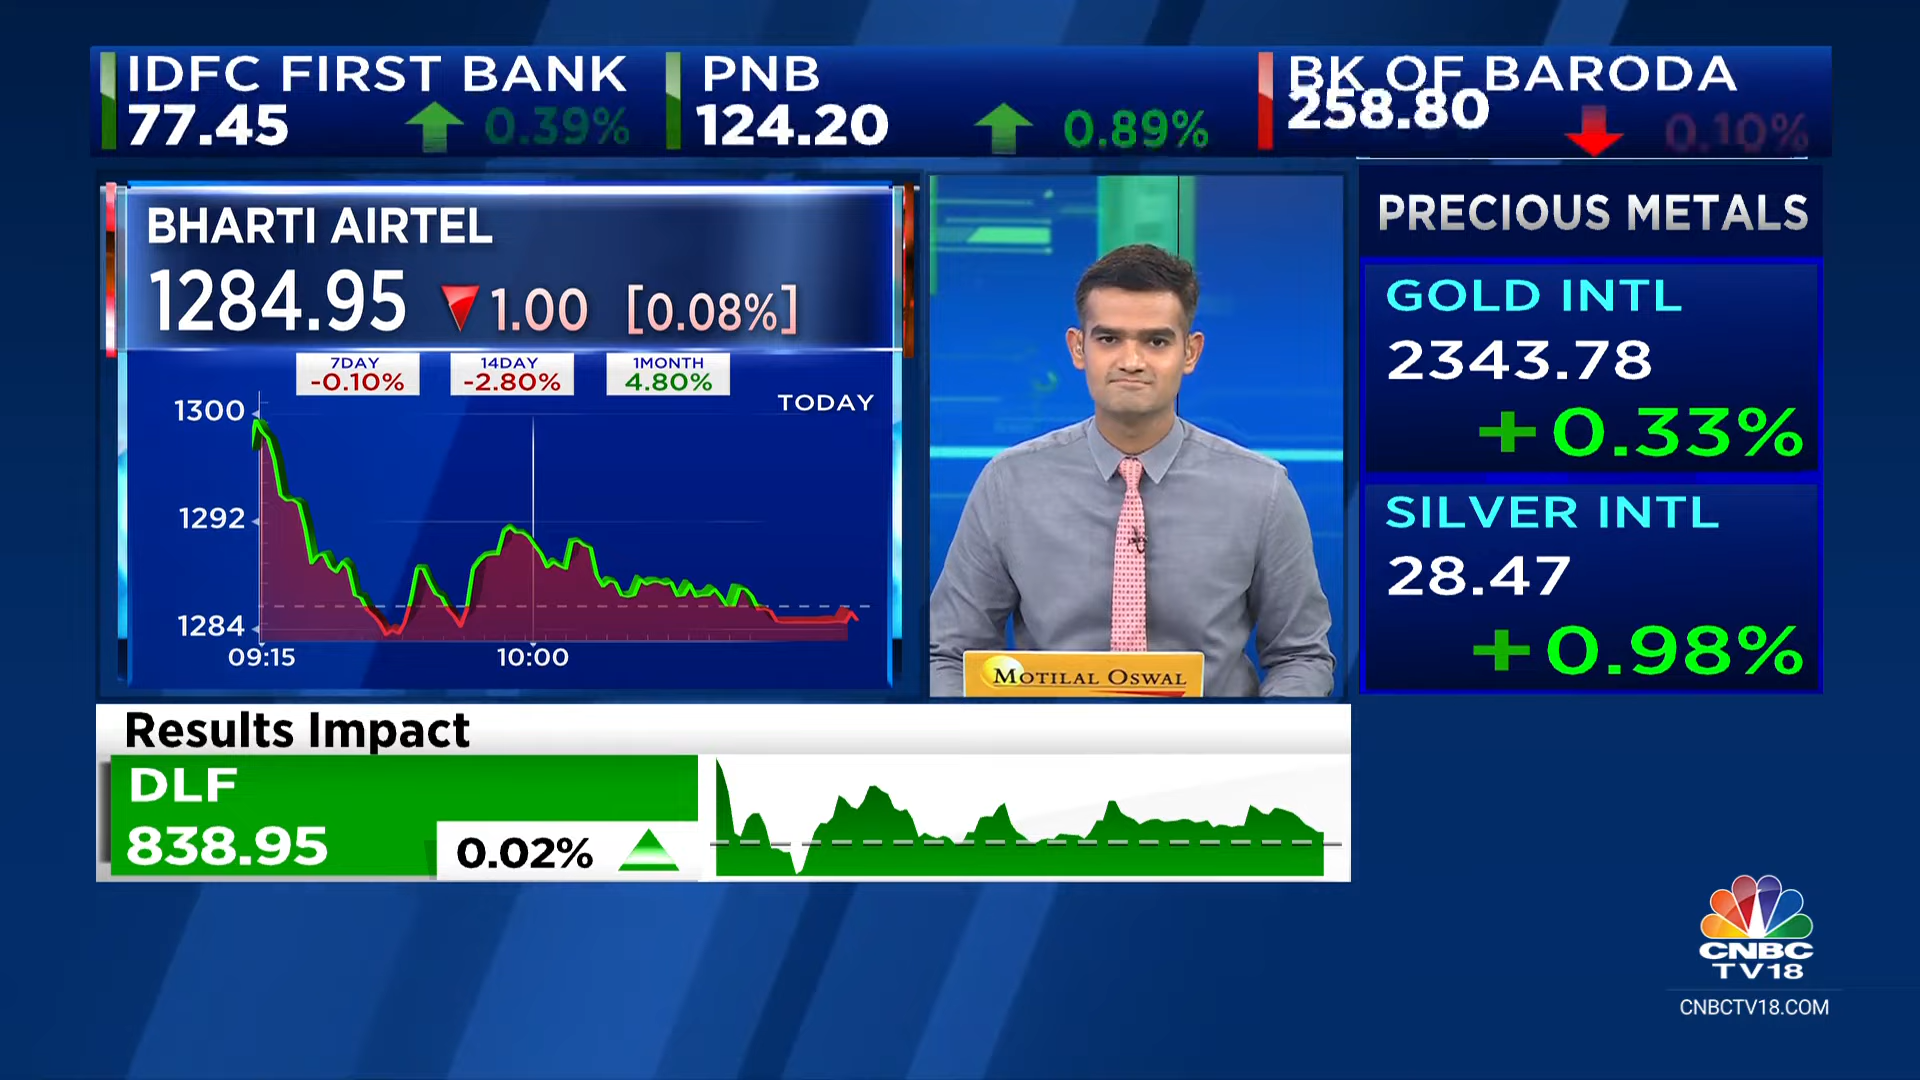 IDFC FIRST BANK
77.45 0.39%
PNB
124.20 0.89%
BK OF BARODA
258.80 0.10%
BHARTI AIRTEL
1284.95 1.00 [0.08%]
7DAY
-0.10%
14DAY
-2.80%
1MONTH
4.80%
TODAY
1300
1292
1284
09:15 10:00
MOTILAL OSWAL
PRECIOUS METALS
GOLD INTL
2343.78
+0.33%
SILVER INTL
28.47
+0.98%
Results Impact
DLF
838.95 0.02%
CNBC
TV18
CNBCTV18.COM